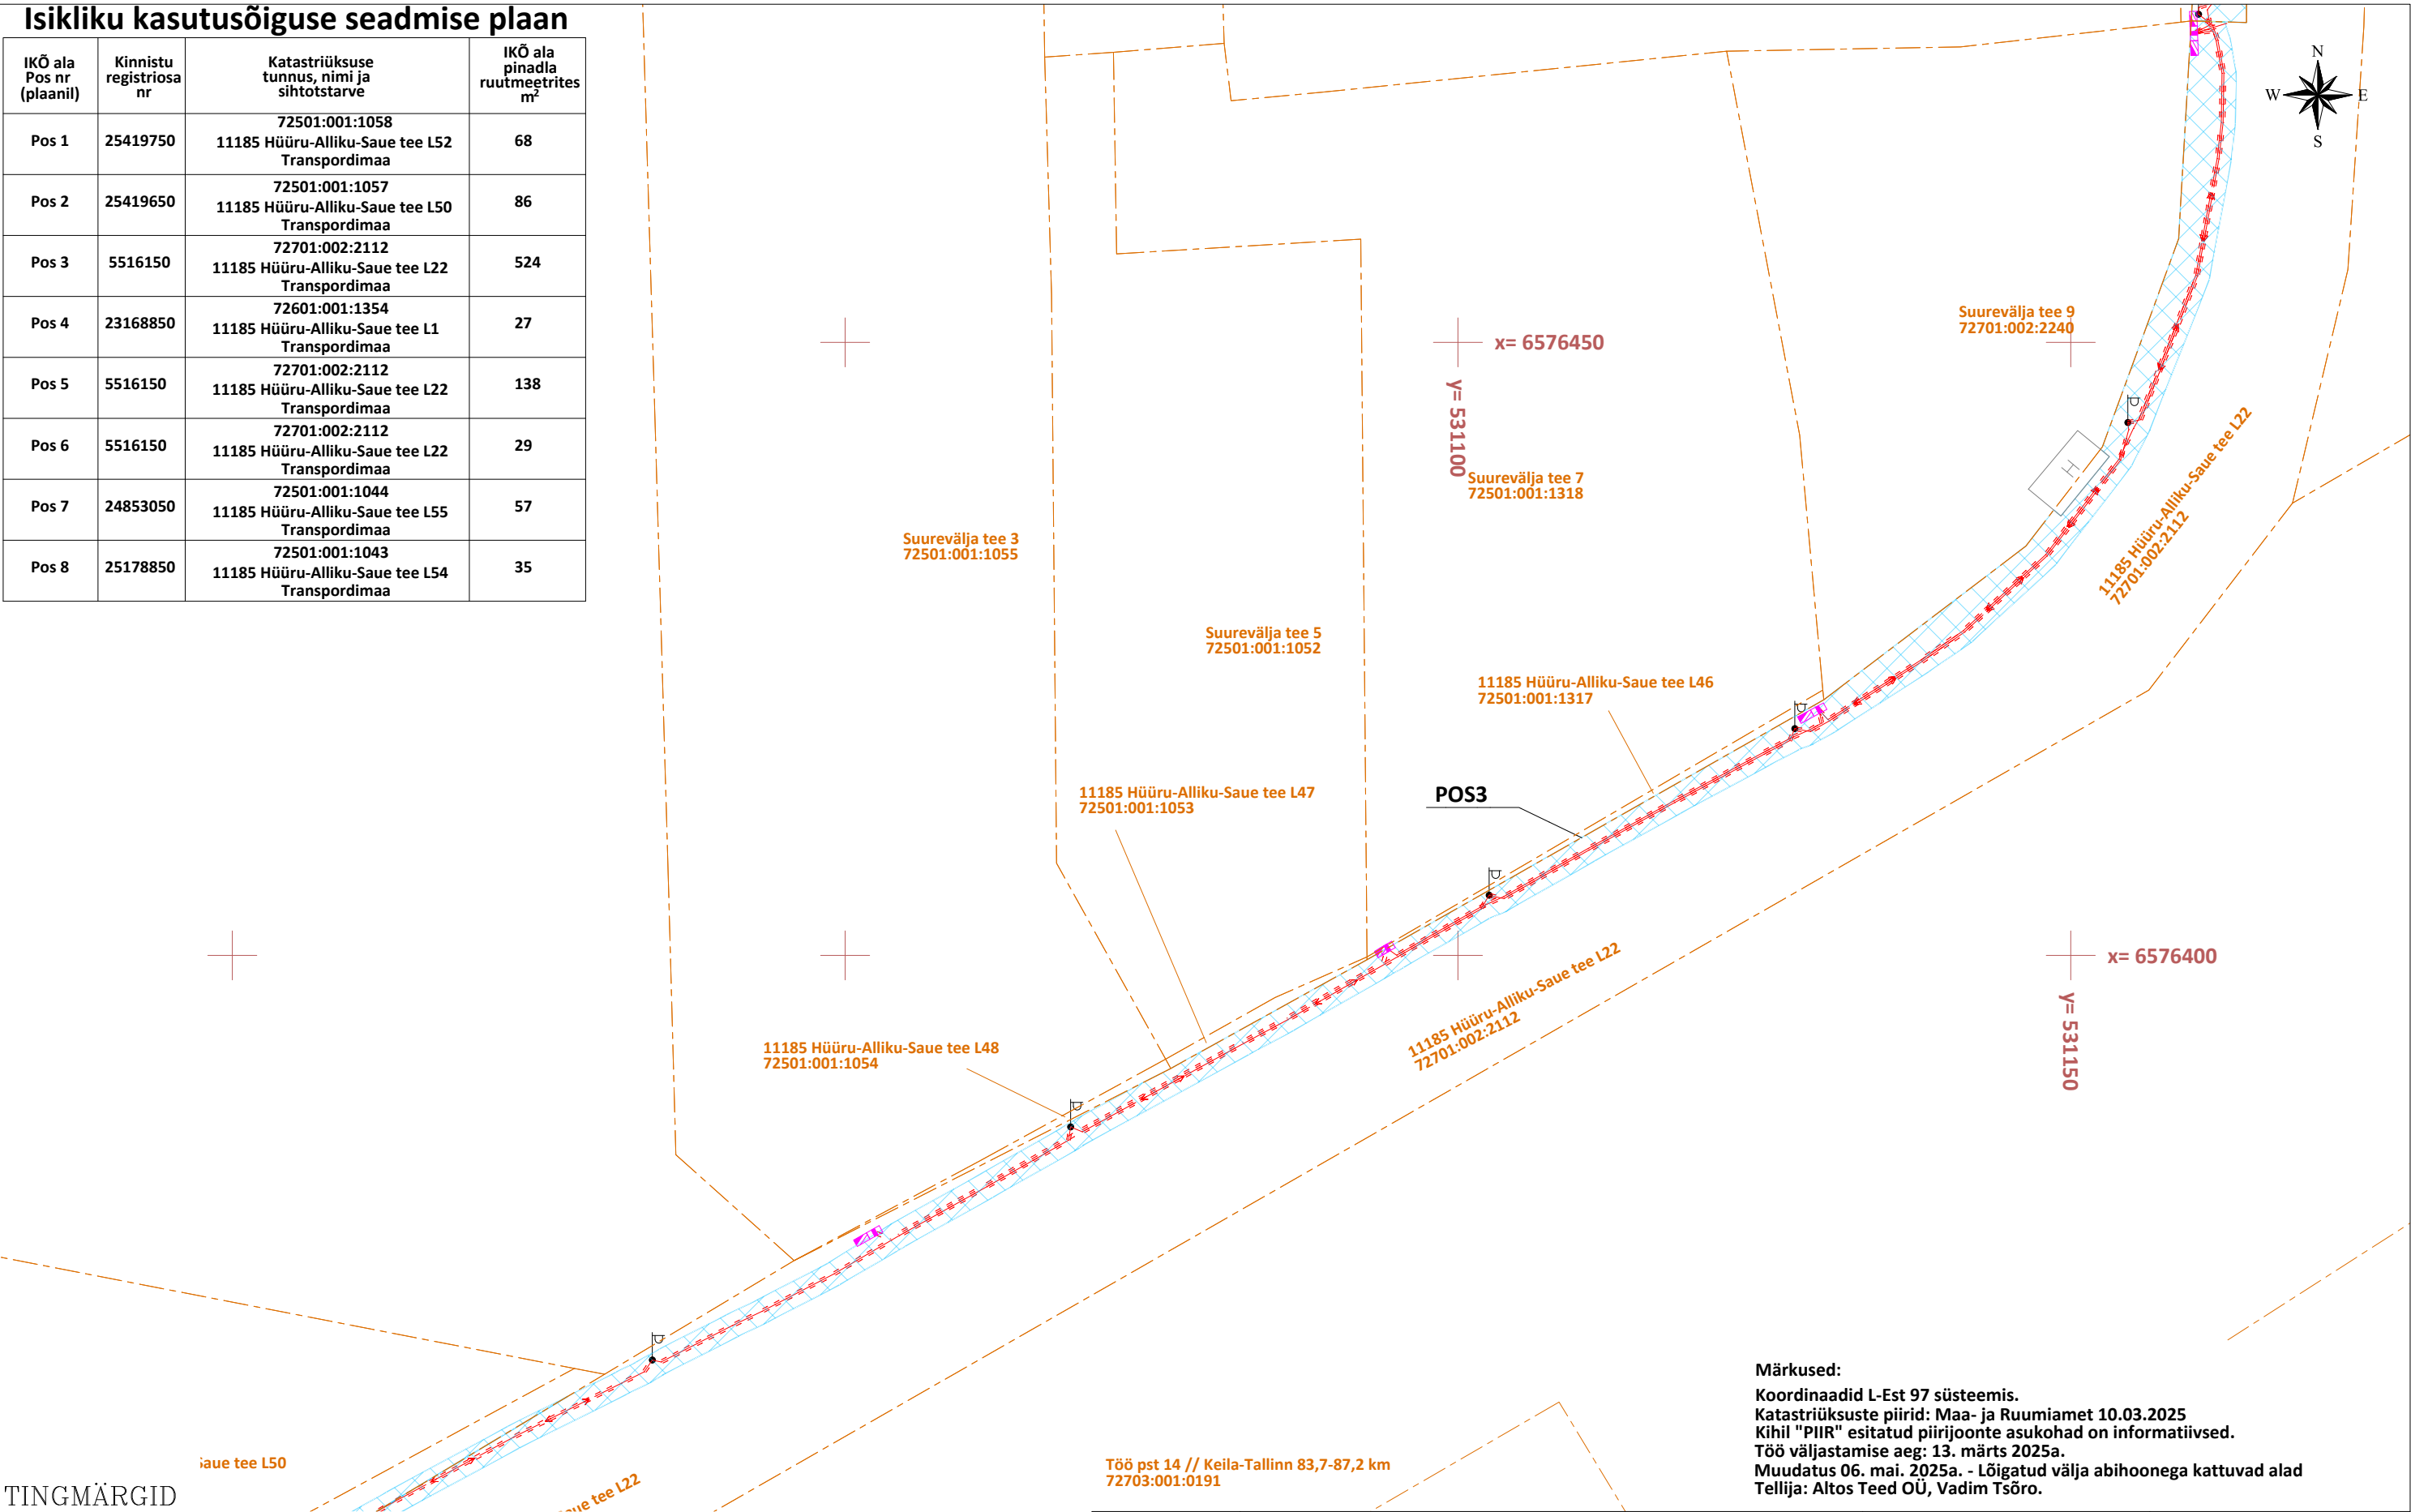 Isikliku kasutusõiguse seadmise plaan
IKÕ ala Pos nr (plaanil)
Kinnistu registriosa nr
Katastriüksuse tunnus, nimi ja sihtotstarve
IKÕ ala pinadla ruutmeetrites m²
Pos 1
25419750
72501:001:1058
11185 Hüüru-Alliku-Saue tee L52
Transpordimaa
68
Pos 2
25419650
72501:001:1057
11185 Hüüru-Alliku-Saue tee L50
Transpordimaa
86
Pos 3
5516150
72701:002:2112
11185 Hüüru-Alliku-Saue tee L22
Transpordimaa
524
Pos 4
23168850
72601:001:1354
11185 Hüüru-Alliku-Saue tee L1
Transpordimaa
27
Pos 5
5516150
72701:002:2112
11185 Hüüru-Alliku-Saue tee L22
Transpordimaa
138
Pos 6
5516150
72701:002:2112
11185 Hüüru-Alliku-Saue tee L22
Transpordimaa
29
Pos 7
24853050
72501:001:1044
11185 Hüüru-Alliku-Saue tee L55
Transpordimaa
57
Pos 8
25178850
72501:001:1043
11185 Hüüru-Alliku-Saue tee L54
Transpordimaa
35
N
W
E
S
Suurevälja tee 9
72701:002:2240
x= 6576450
y= 531100
Suurevälja tee 7
72501:001:1318
H
11185 Hüüru-Alliku-Saue tee L22
72701:002:2112
Suurevälja tee 3
72501:001:1055
Suurevälja tee 5
72501:001:1052
11185 Hüüru-Alliku-Saue tee L46
72501:001:1317
11185 Hüüru-Alliku-Saue tee L47
72501:001:1053
POS3
x= 6576400
y= 531150
11185 Hüüru-Alliku-Saue tee L22
72701:002:2112
11185 Hüüru-Alliku-Saue tee L48
72501:001:1054
Saue tee L50
tee L22
Töö pst 14 // Keila-Tallinn 83,7-87,2 km
72703:001:0191
TINGMÄRGID
Märkused:
Koordinaadid L-Est 97 süsteemis.
Katastriüksuste piirid: Maa- ja Ruumiamet 10.03.2025
Kihil "PIIR" esitatud piirijoonte asukohad on informatiivsed.
Töö väljastamise aeg: 13. märts 2025a.
Muudatus 06. mai. 2025a. - Lõigatud välja abihoonega kattuvad alad
Tellija: Altos Teed OÜ, Vadim Tsõro.